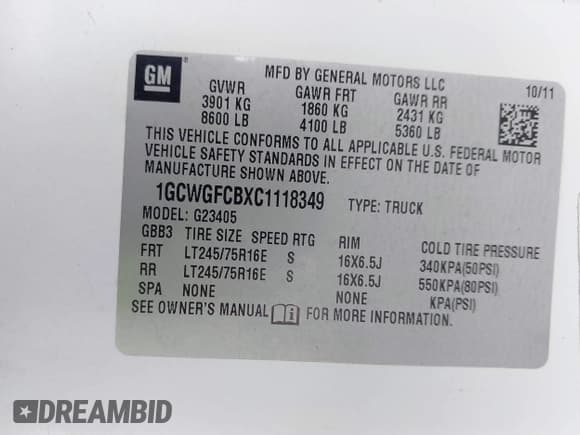 GM
MFD BY GENERAL MOTORS LLC 10/11
GVWR GAWR FRT GAWR RR
3901 KG 1860 KG 2431 KG
8600 LB 4100 LB 5360 LB
THIS VEHICLE CONFORMS TO ALL APPLICABLE U.S. FEDERAL MOTOR
VEHICLE SAFETY STANDARDS IN EFFECT ON THE DATE OF
MANUFACTURE SHOWN ABOVE.
1GCWGFCBXC1118349 TYPE: TRUCK
MODEL: G23405
GBB3 TIRE SIZE SPEED RTG RIM COLD TIRE PRESSURE
FRT LT245/75R16E S 16X6.5J 340KPA(50PSI)
RR LT245/75R16E S 16X6.5J 550KPA(80PSI)
SPA NONE NONE KPA(PSI)
SEE OWNER'S MANUAL i FOR MORE INFORMATION.
DREAMBID